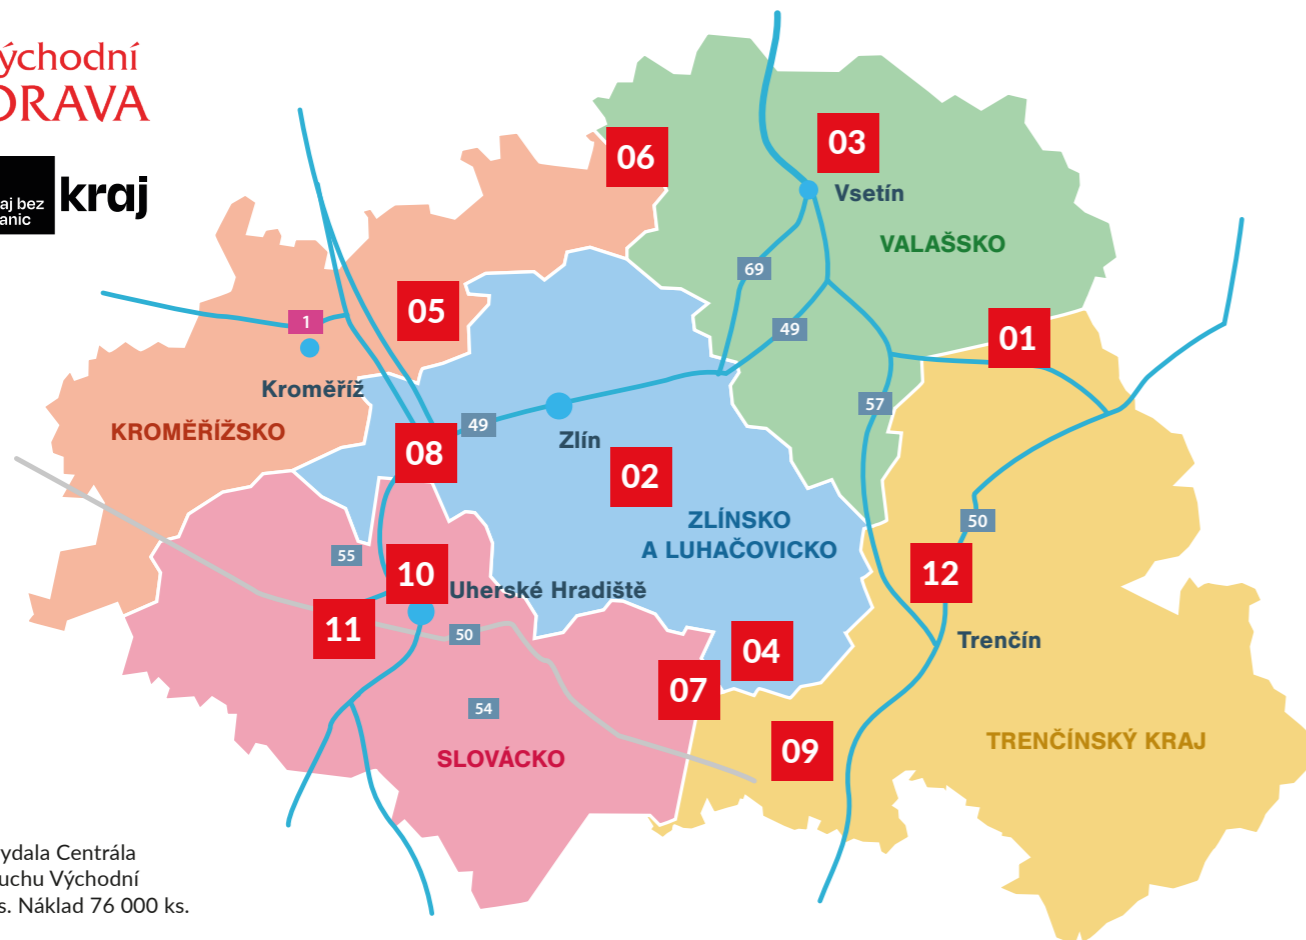 ýchodní
ORAVA
aj bez
anic
kraj
06
03
Vsetín
VALAŠSKO
69
05
1
49
01
Kroměříž
57
KROMĚŘÍŽSKO
49
08
Zlín
02
ZLÍNSKO
A LUHAČOVICKO
50
55
10
12
Uherské Hradiště
11
50
Trenčín
04
07
54
SLOVÁCKO
09
TRENČÍNSKÝ KRAJ
ydala Centrála
uchu Východní
s. Náklad 76 000 ks.